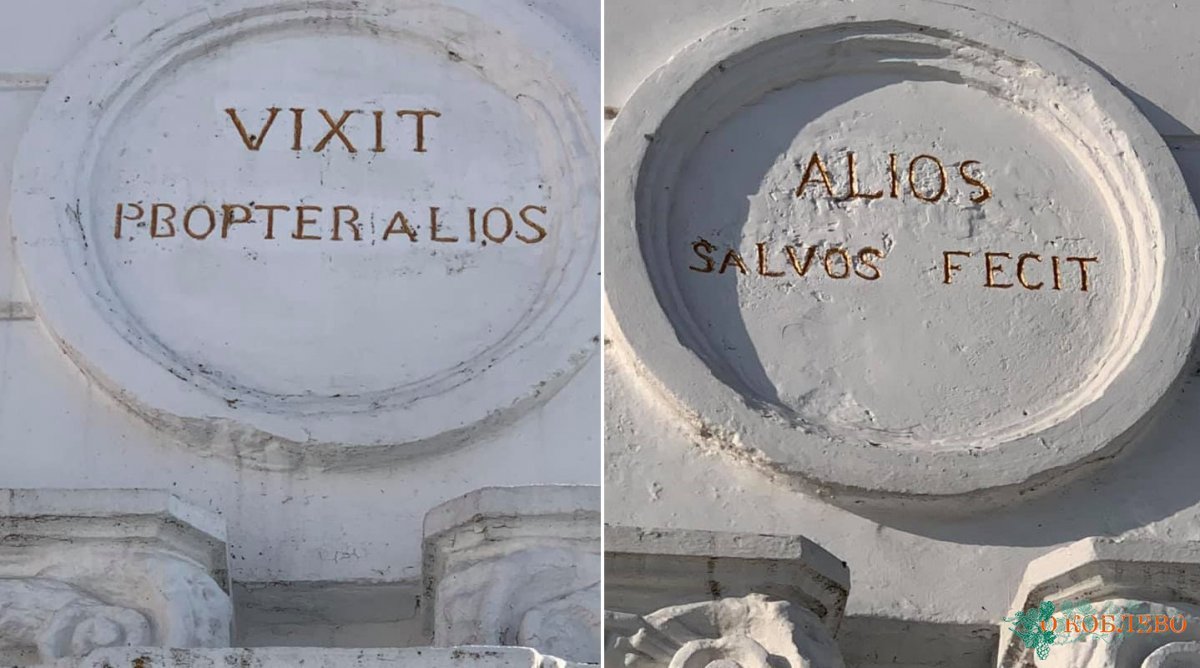 VIXIT
PBOPTER ALIOS
ALIOS
SALVOS FECIT
О КОБЛЕВО